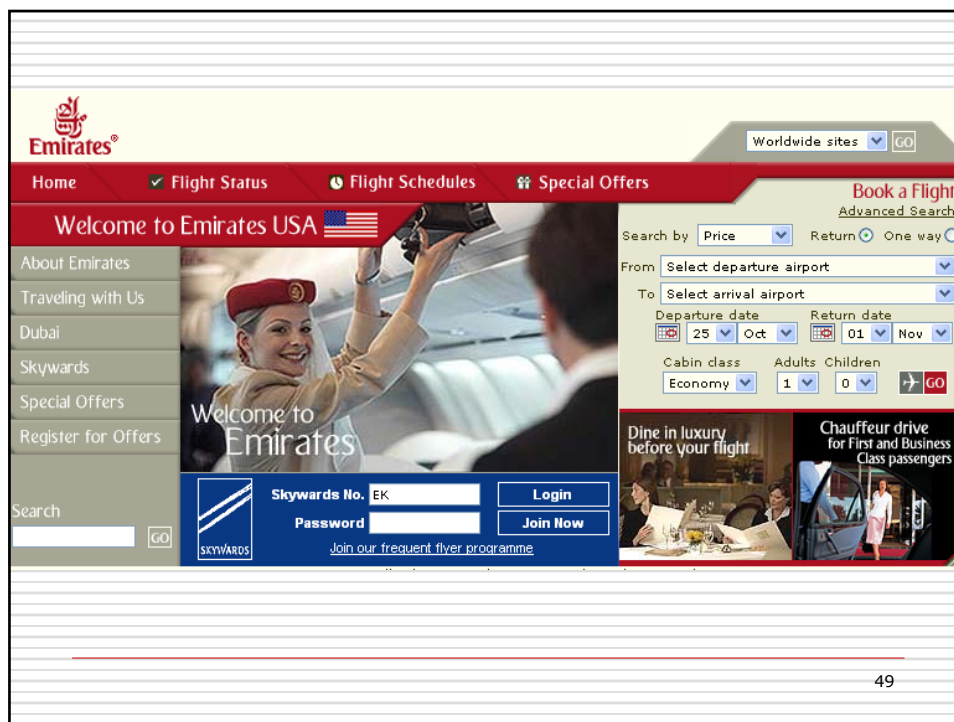 Emirates®
Worldwide sites GO
Home Flight Status Flight Schedules Special Offers
Book a Flight
Advanced Search
Welcome to Emirates USA
Search by Price Return One way
About Emirates
Traveling with Us
Dubai
Skywards
Special Offers
Register for Offers
Search
GO
Welcome to
Emirates
From Select departure airport
To Select arrival airport
Departure date Return date
25 Oct 01 Nov
Cabin class Adults Children
Economy 1 0 GO
Dine in luxury
before your flight
Chauffeur drive
for First and Business
Class passengers
SKYWARDS
Skywards No. EK Login
Password Join Now
Join our frequent flyer programme
49